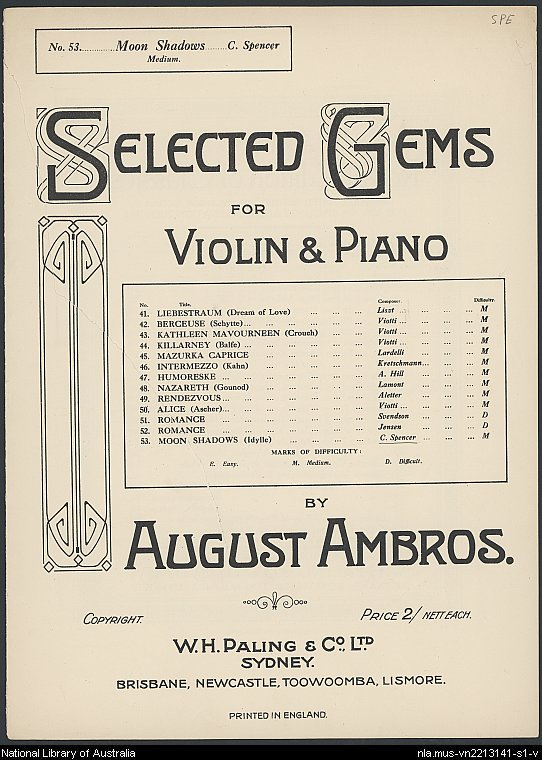 SPE
No. 53. Moon Shadows C. Spencer
Medium.
SELECTED GEMS
FOR
VIOLIN & PIANO
No. Title. Composer. Difficulty.
41. LIEBESTRAUM (Dream of Love) ... ... ... Liszt ... ... ... ... M
42. BERCEUSE (Schytte)... ... ... ... ... ... Viotti ... ... ... ... M
43. KATHLEEN MAVOURNEEN (Crouch) ... ... Viotti ... ... ... ... M
44. KILLARNEY (Balfe) ... ... ... ... ... ... Viotti ... ... ... ... M
45. MAZURKA CAPRICE ... ... ... ... ... Lardelli ... ... ... M
46. INTERMEZZO (Kahn) ... ... ... ... ... Kretschmann... ... ... M
47. HUMORESKE ... ... ... ... ... ... ... A. Hill ... ... ... M
48. NAZARETH (Gounod) ... ... ... ... ... Lamont ... ... ... M
49. RENDEZVOUS ... ... ... ... ... ... ... Aletter ... ... ... M
50. ALICE (Ascher)... ... ... ... ... ... ... Viotti ... ... ... ... M
51. ROMANCE ... ... ... ... ... ... ... Svendson ... ... ... D
52. ROMANCE ... ... ... ... ... ... ... Jensen ... ... ... D
53. MOON SHADOWS (Idylle) ... ... ... ... C. Spencer ... ... ... M
MARKS OF DIFFICULTY:
E. Easy. M. Medium. D. Difficult.
BY
AUGUST AMBROS.
COPYRIGHT. PRICE 2/ NETT EACH.
W. H. PALING & CO. LTD
SYDNEY.
BRISBANE, NEWCASTLE, TOOWOOMBA, LISMORE.
PRINTED IN ENGLAND.
National Library of Australia nla.mus-vn2213141-s1-v